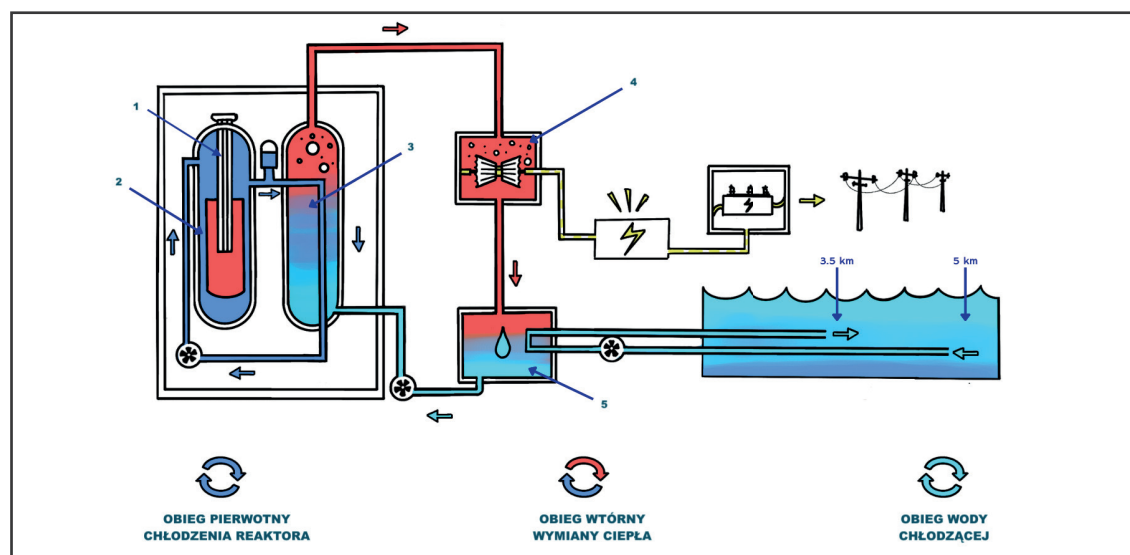 1
4
3
2
3.5 km
5 km
5
OBIEG PIERWOTNY
CHŁODZENIA REAKTORA
OBIEG WTÓRNY
WYMIANY CIEPŁA
OBIEG WODY
CHŁODZĄCEJ